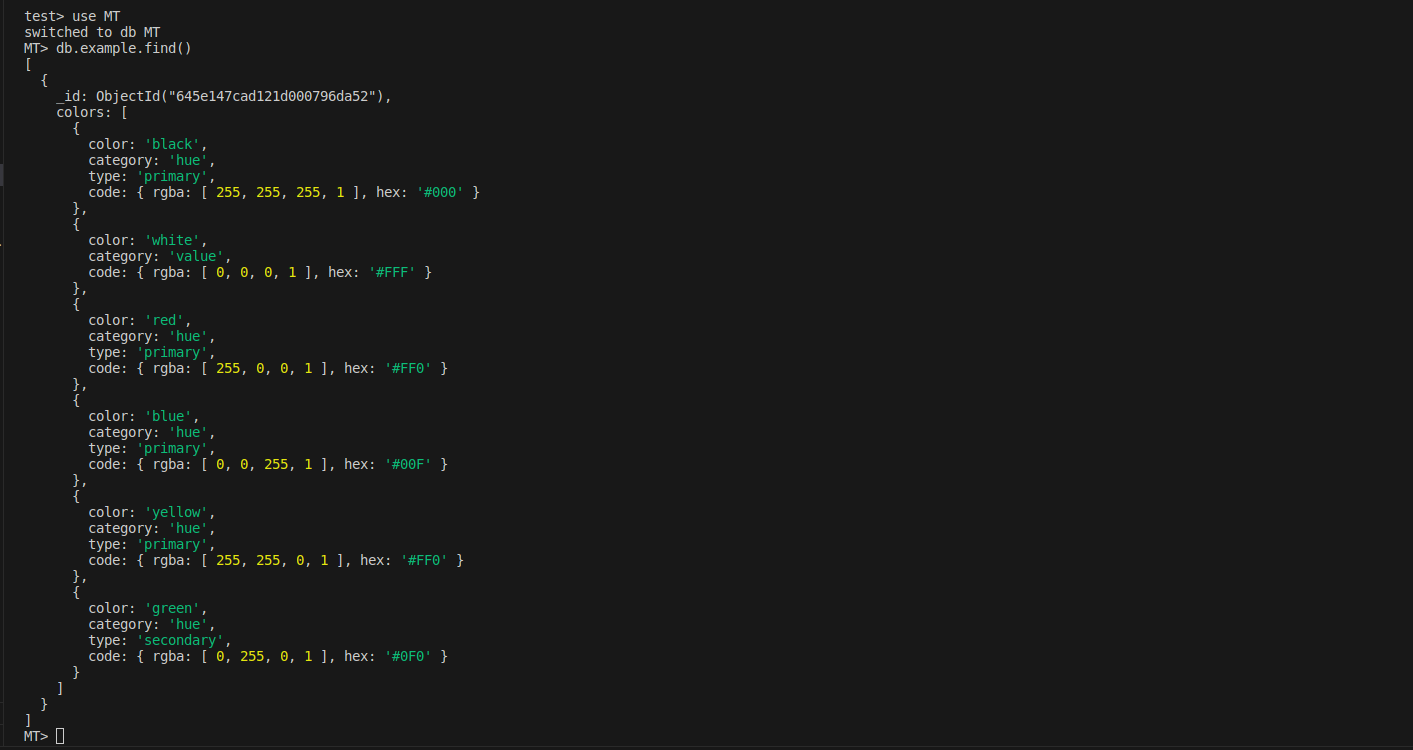 test> use MT
switched to db MT
MT> db.example.find()
[
  {
    _id: ObjectId("645e147cad121d000796da52"),
    colors: [
      {
        color: 'black',
        category: 'hue',
        type: 'primary',
        code: { rgba: [ 255, 255, 255, 1 ], hex: '#000' }
      },
      {
        color: 'white',
        category: 'value',
        code: { rgba: [ 0, 0, 0, 1 ], hex: '#FFF' }
      },
      {
        color: 'red',
        category: 'hue',
        type: 'primary',
        code: { rgba: [ 255, 0, 0, 1 ], hex: '#FF0' }
      },
      {
        color: 'blue',
        category: 'hue',
        type: 'primary',
        code: { rgba: [ 0, 0, 255, 1 ], hex: '#00F' }
      },
      {
        color: 'yellow',
        category: 'hue',
        type: 'primary',
        code: { rgba: [ 255, 255, 0, 1 ], hex: '#FF0' }
      },
      {
        color: 'green',
        category: 'hue',
        type: 'secondary',
        code: { rgba: [ 0, 255, 0, 1 ], hex: '#0F0' }
      }
    ]
  }
]
MT>